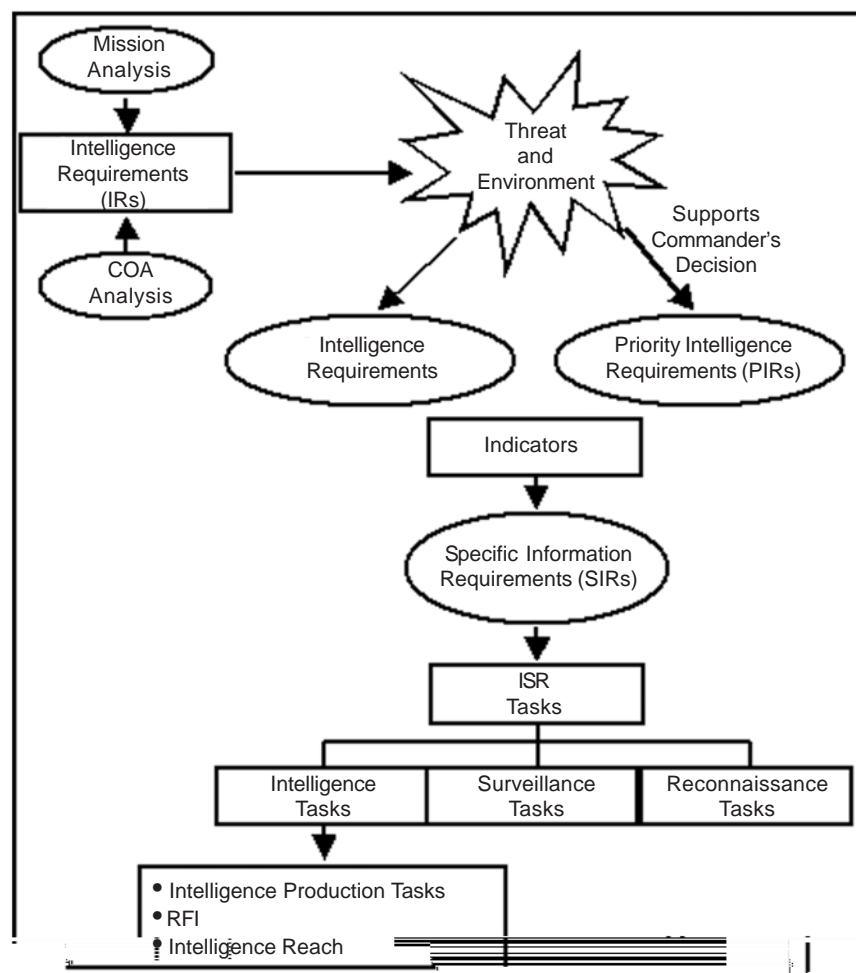 Mission
Analysis
Intelligence
Requirements
(IRs)
COA
Analysis
Threat
and
Environment
Supports
Commander's
Decision
Intelligence
Requirements
Priority Intelligence
Requirements (PIRs)
Indicators
Specific Information
Requirements (SIRs)
ISR
Tasks
Intelligence
Tasks
Surveillance
Tasks
Reconnaissance
Tasks
• Intelligence Production Tasks
• RFI
• Intelligence Reach